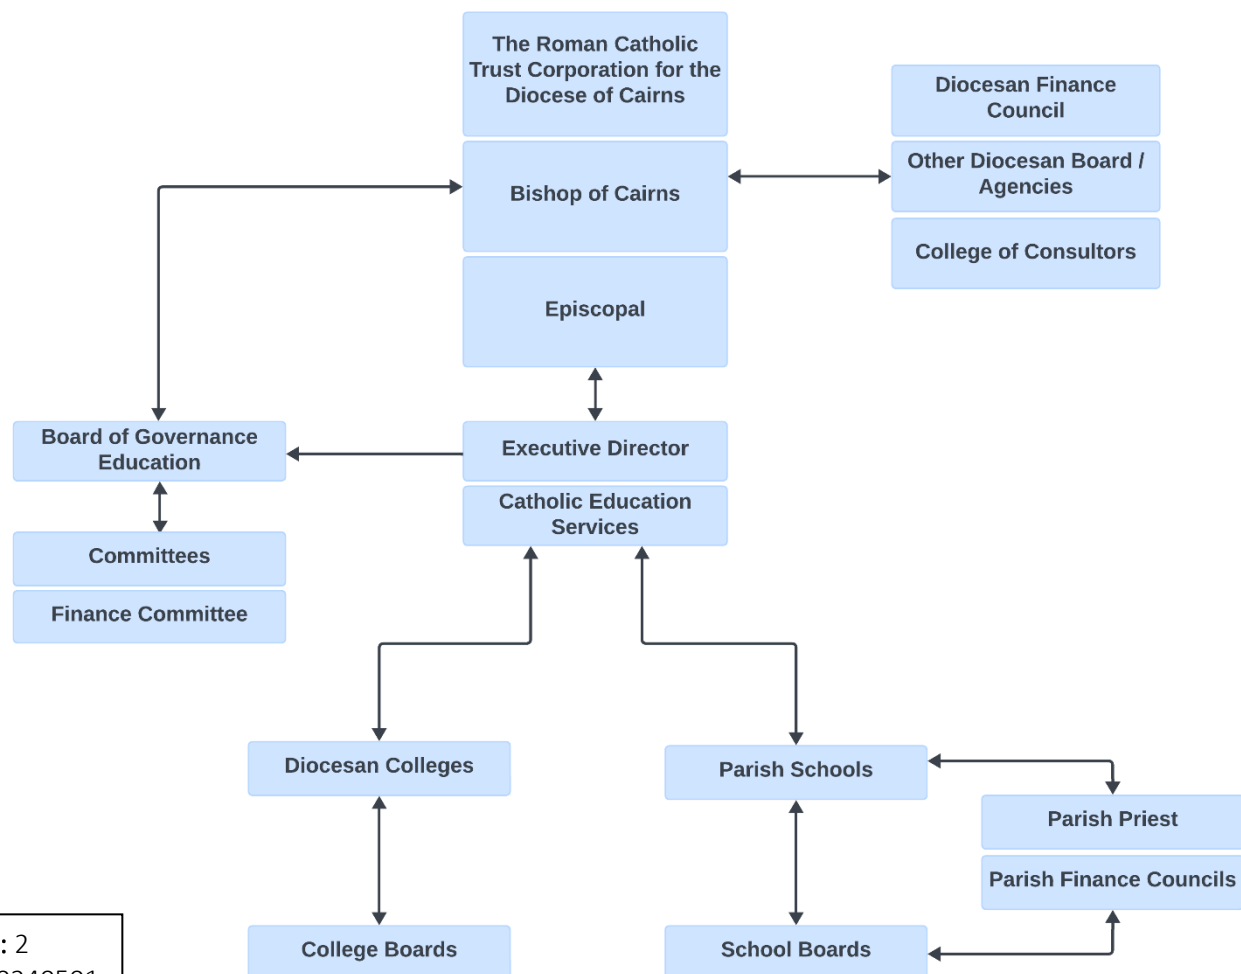 The Roman Catholic
Trust Corporation for the
Diocese of Cairns
Diocesan Finance
Council
Other Diocesan Board /
Agencies
Bishop of Cairns
College of Consultors
Episcopal
Board of Governance
Education
Executive Director
Catholic Education
Services
Committees
Finance Committee
Diocesan Colleges
Parish Schools
Parish Priest
Parish Finance Councils
College Boards
School Boards
: 2